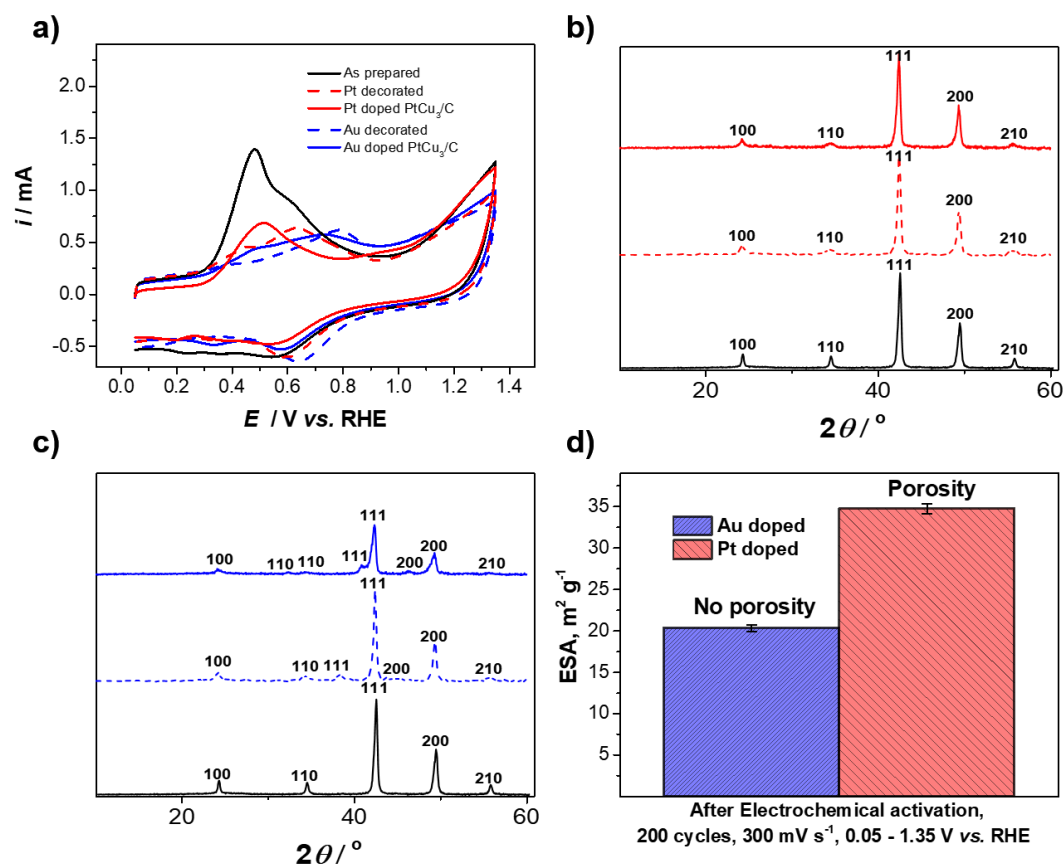 a)
i / mA
2.0
1.5
1.0
0.5
0.0
-0.5
As prepared
Pt decorated
Pt doped PtCu₃/C
Au decorated
Au doped PtCu₃/C
0.0 0.2 0.4 0.6 0.8 1.0 1.2 1.4
E / V vs. RHE
b)
111
200
100 110 210
111
200
100 110 210
111
200
100 110 210
20 40 60
2θ / °
c)
111
100 110 110 111 200 200 210
111
100 110 111 200 200 210
111
200
100 110 210
20 40 60
2θ / °
d)
ESA, m² g⁻¹
35
30
25
20
15
10
5
Au doped
Pt doped
Porosity
No porosity
After Electrochemical activation,
200 cycles, 300 mV s⁻¹, 0.05 - 1.35 V vs. RHE